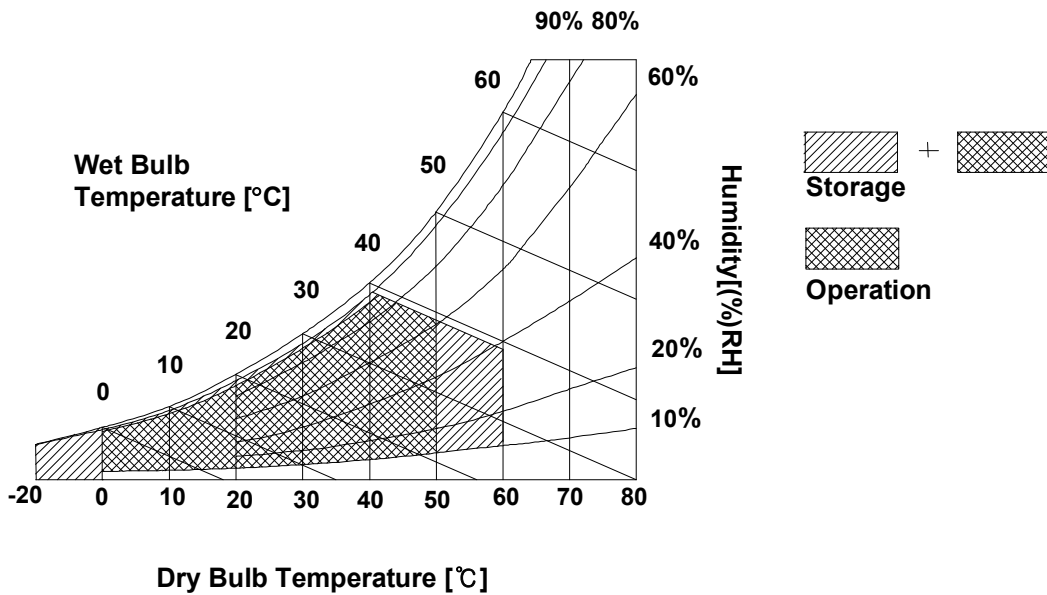 90% 80%
60
60%
50
Wet Bulb
Temperature [°C]
40
40%
30
20
20%
10
10%
0
Humidity[(%)RH]
-20 0 10 20 30 40 50 60 70 80
Dry Bulb Temperature [℃]
+
Storage
Operation